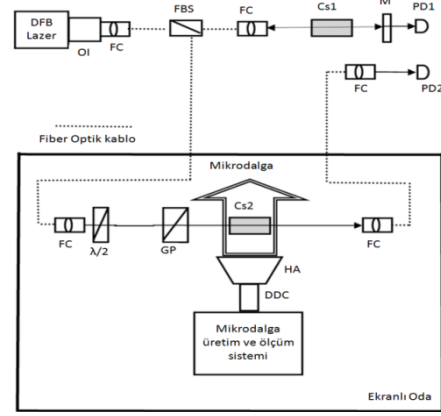 DFB
Lazer
OI
FC
FBS
FC
Cs1
M
PD1
FC
PD2
Fiber Optik kablo
Mikrodalga
Cs2
FC
λ/2
GP
FC
HA
DDC
Mikrodalga
üretim ve ölçüm
sistemi
Ekranlı Oda